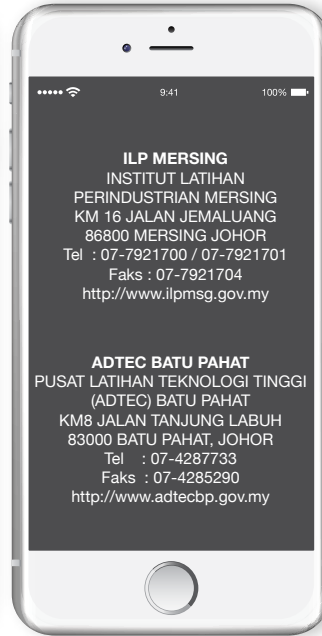 9:41
100%
ILP MERSING
INSTITUT LATIHAN
PERINDUSTRIAN MERSING
KM 16 JALAN JEMALUANG
86800 MERSING JOHOR
Tel : 07-7921700 / 07-7921701
Faks : 07-7921704
http://www.ilpmsg.gov.my
ADTEC BATU PAHAT
PUSAT LATIHAN TEKNOLOGI TINGGI
(ADTEC) BATU PAHAT
KM8 JALAN TANJUNG LABUH
83000 BATU PAHAT, JOHOR
Tel : 07-4287733
Faks : 07-4285290
http://www.adtecbp.gov.my